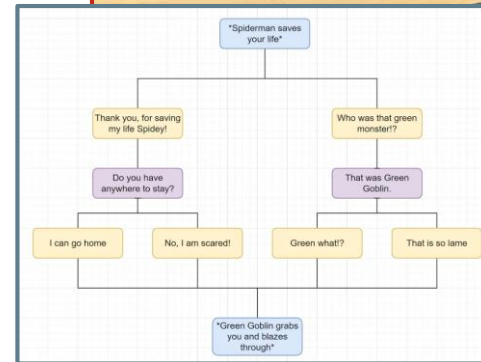 *Spiderman saves
your life*
Thank you, for saving
my life Spidey!
Who was that green
monster!?
Do you have
anywhere to stay?
That was Green
Goblin.
I can go home
No, I am scared!
Green what!?
That is so lame
*Green Goblin grabs
you and blazes
through*